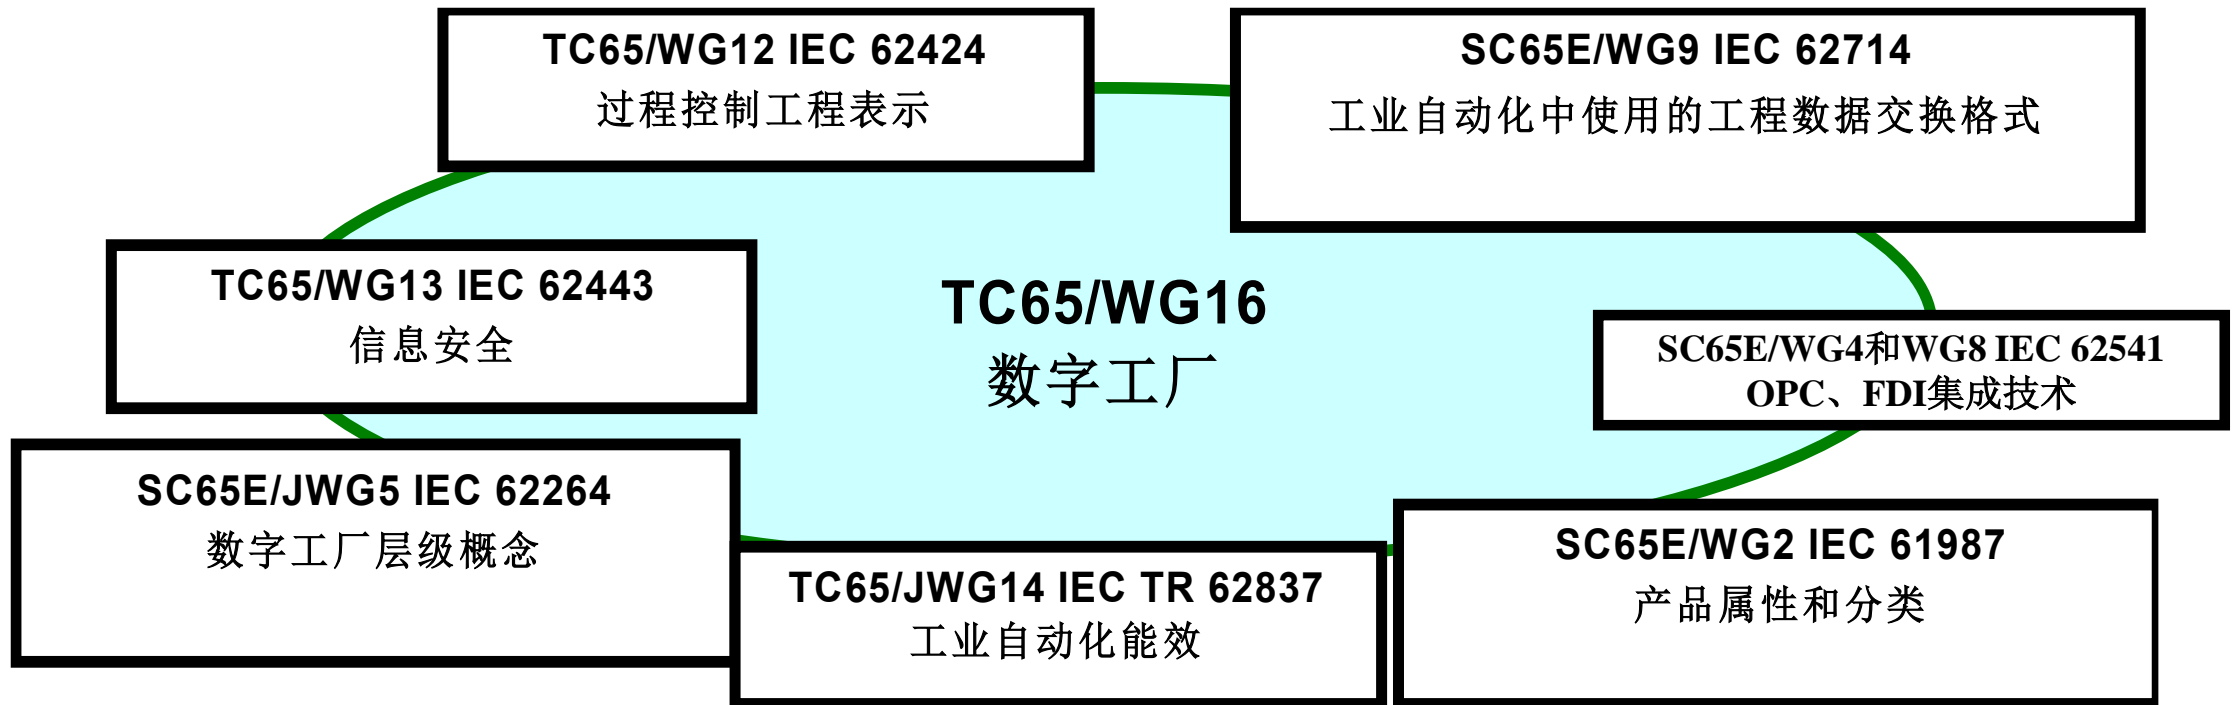 TC65/WG12 IEC 62424
过程控制工程表示
SC65E/WG9 IEC 62714
工业自动化中使用的工程数据交换格式
TC65/WG13 IEC 62443
信息安全
TC65/WG16
数字工厂
SC65E/WG4和WG8 IEC 62541
OPC、FDI集成技术
SC65E/JWG5 IEC 62264
数字工厂层级概念
TC65/JWG14 IEC TR 62837
工业自动化能效
SC65E/WG2 IEC 61987
产品属性和分类